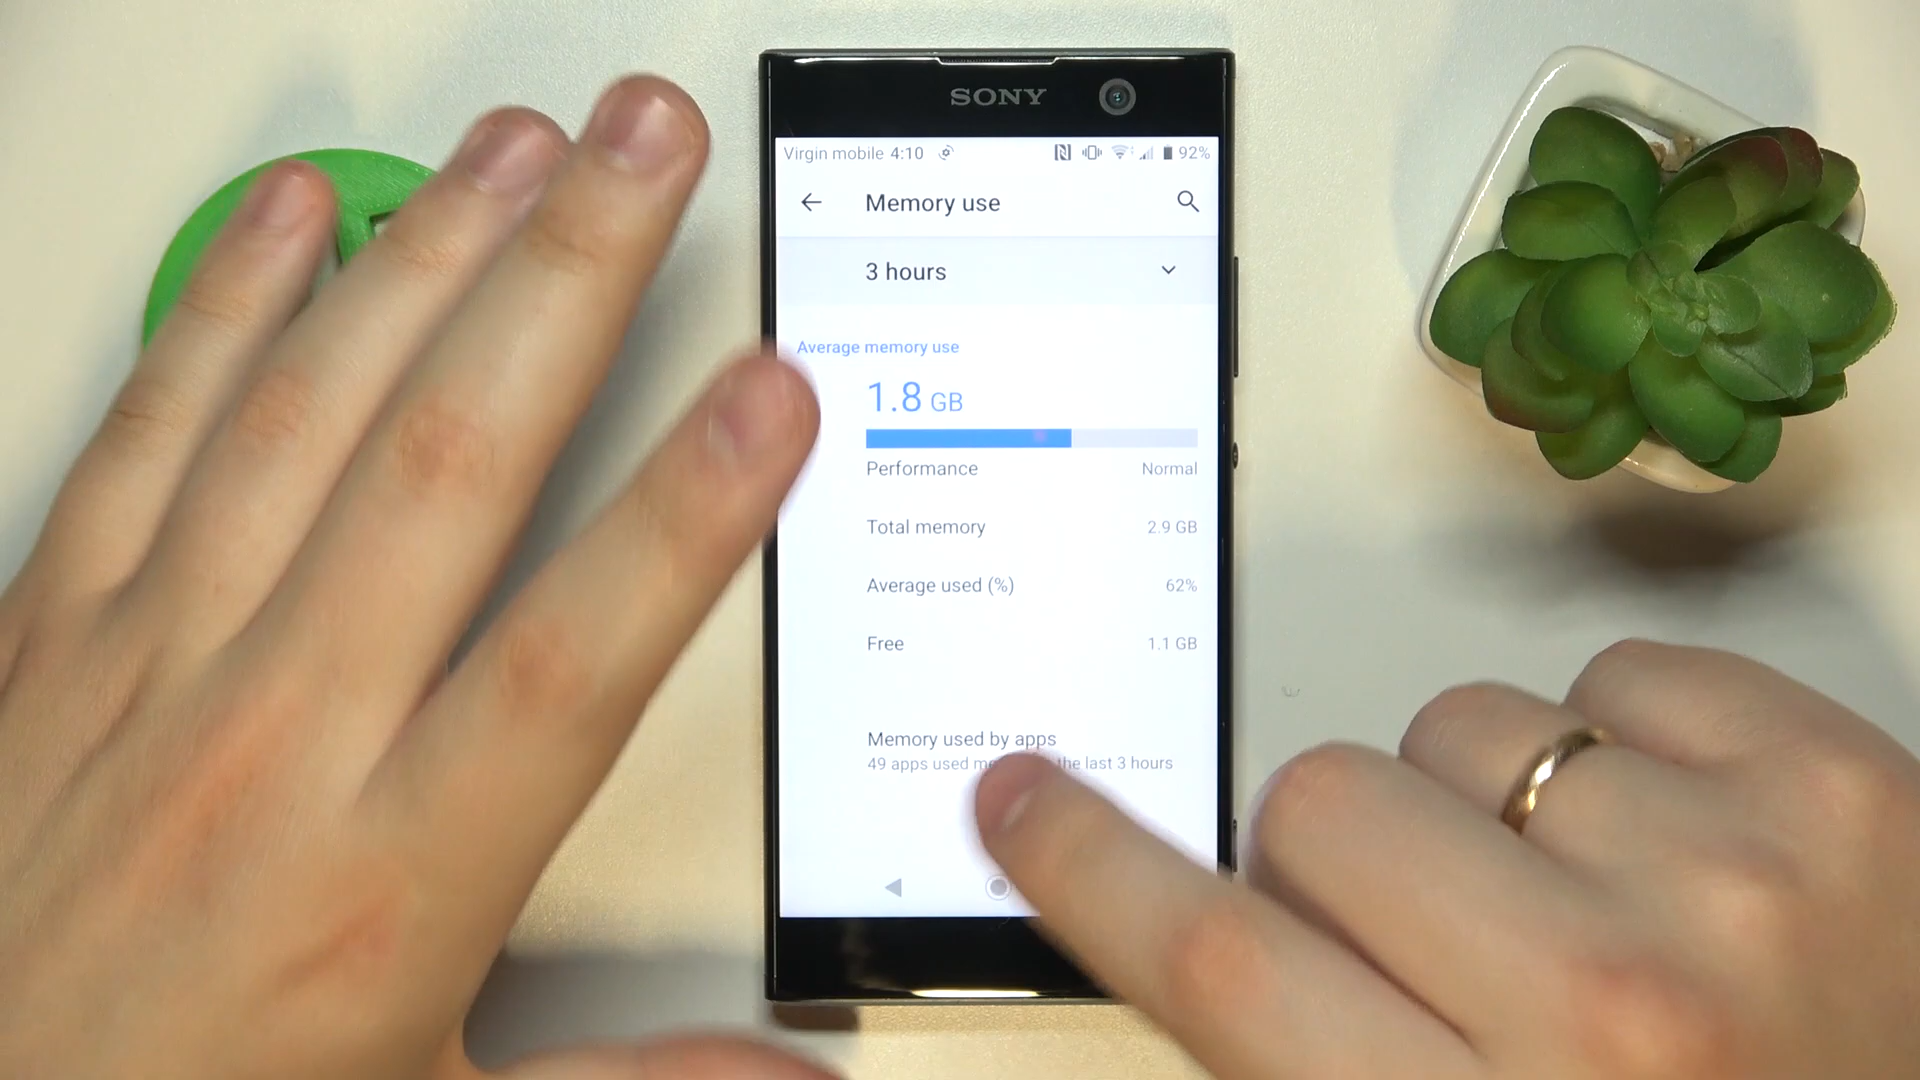 SONY
Virgin mobile 4:10 92%
Memory use
3 hours
Average memory use
1.8 GB
Performance Normal
Total memory 2.9 GB
Average used (%) 62%
Free 1.1 GB
Memory used by apps
49 apps used the last 3 hours